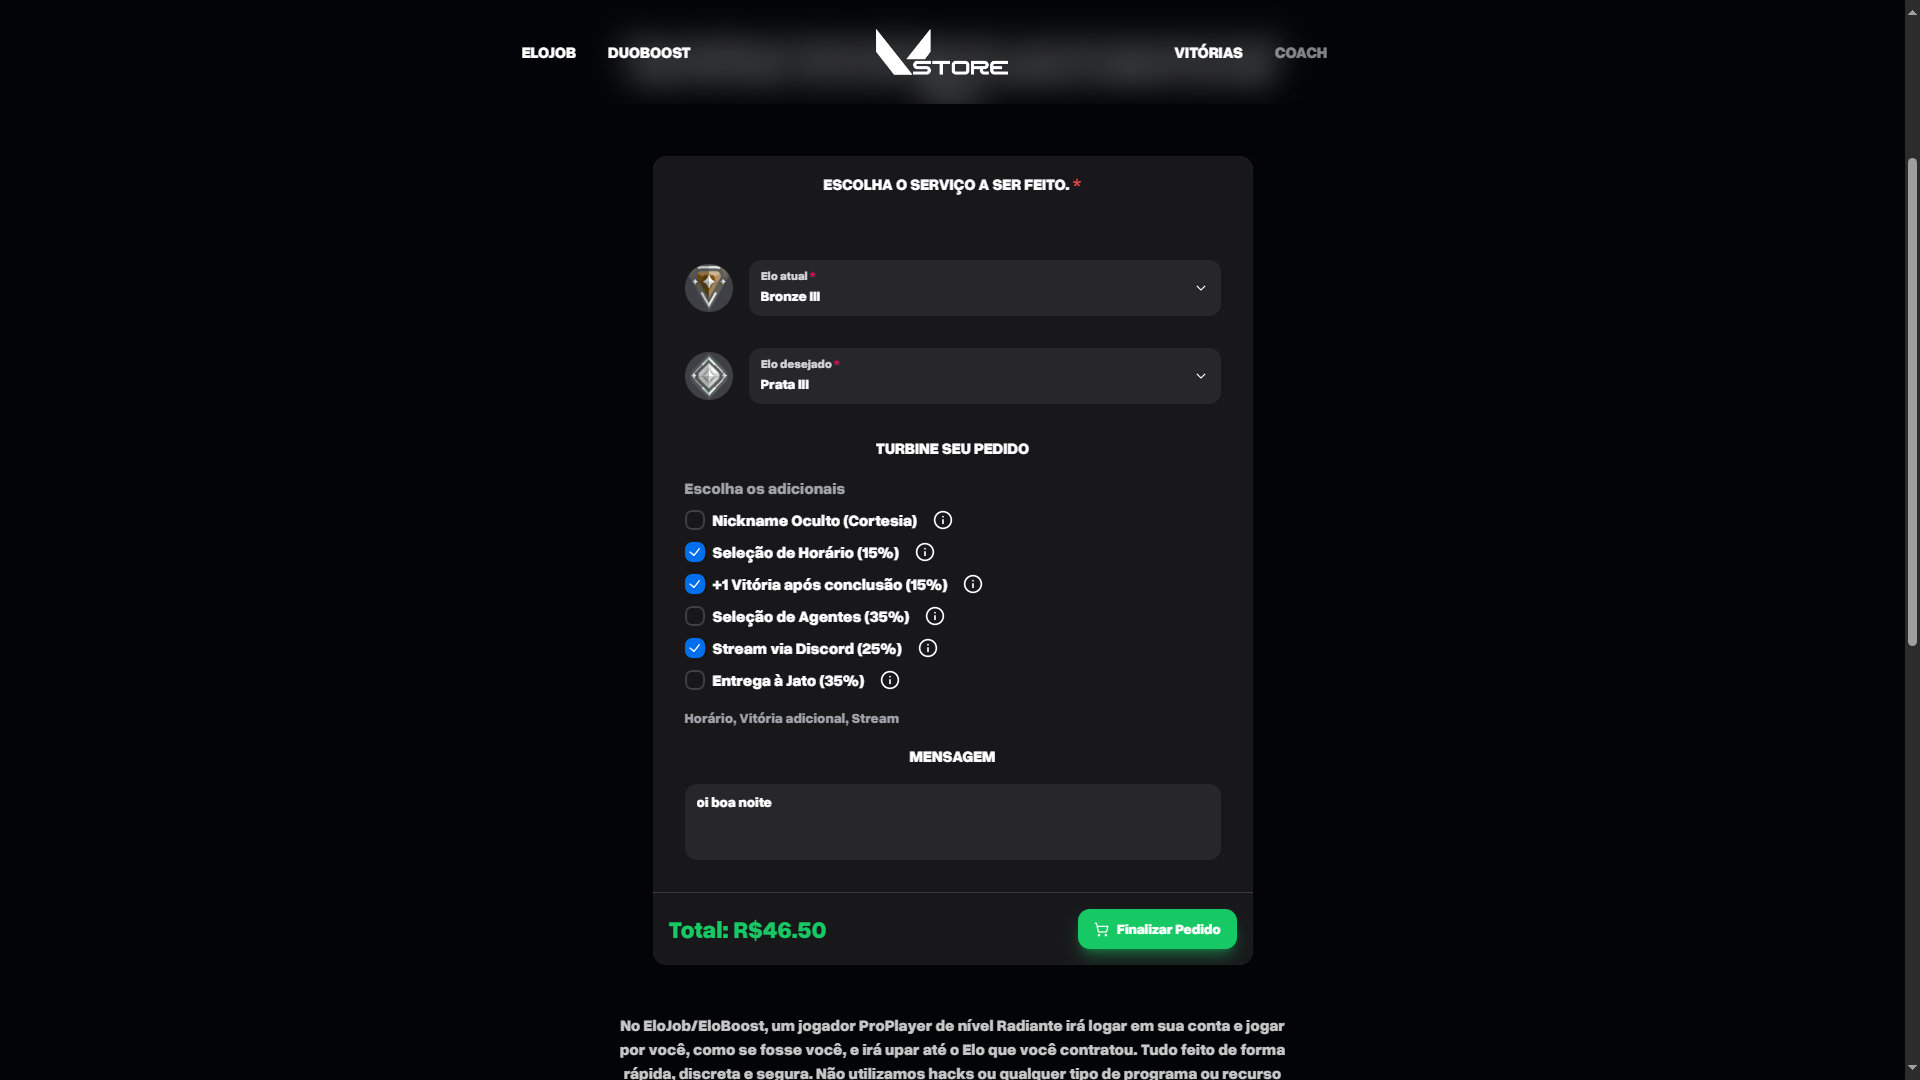 ELOJOB DUOBOOST STORE VITÓRIAS COACH
ESCOLHA O SERVIÇO A SER FEITO. *
Elo atual *
Bronze III
Elo desejado *
Prata III
TURBINE SEU PEDIDO
Escolha os adicionais
Nickname Oculto (Cortesia)
Seleção de Horário (15%)
+1 Vitória após conclusão (15%)
Seleção de Agentes (35%)
Stream via Discord (25%)
Entrega à Jato (35%)
Horário, Vitória adicional, Stream
MENSAGEM
oi boa noite
Total: R$46.50 Finalizar Pedido
No EloJob/EloBoost, um jogador ProPlayer de nível Radiante irá logar em sua conta e jogar
por você, como se fosse você, e irá upar até o Elo que você contratou. Tudo feito de forma
rápida, discreta e segura. Não utilizamos hacks ou qualquer tipo de programa ou recurso